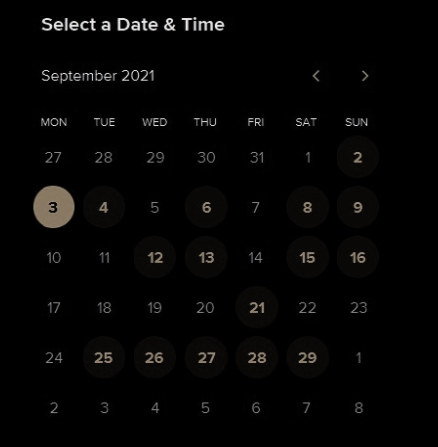 Select a Date & Time
September 2021
MON TUE WED THU FRI SAT SUN
27 28 29 30 31 1 2
3 4 5 6 7 8 9
10 11 12 13 14 15 16
17 18 19 20 21 22 23
24 25 26 27 28 29 1
2 3 4 5 6 7 8